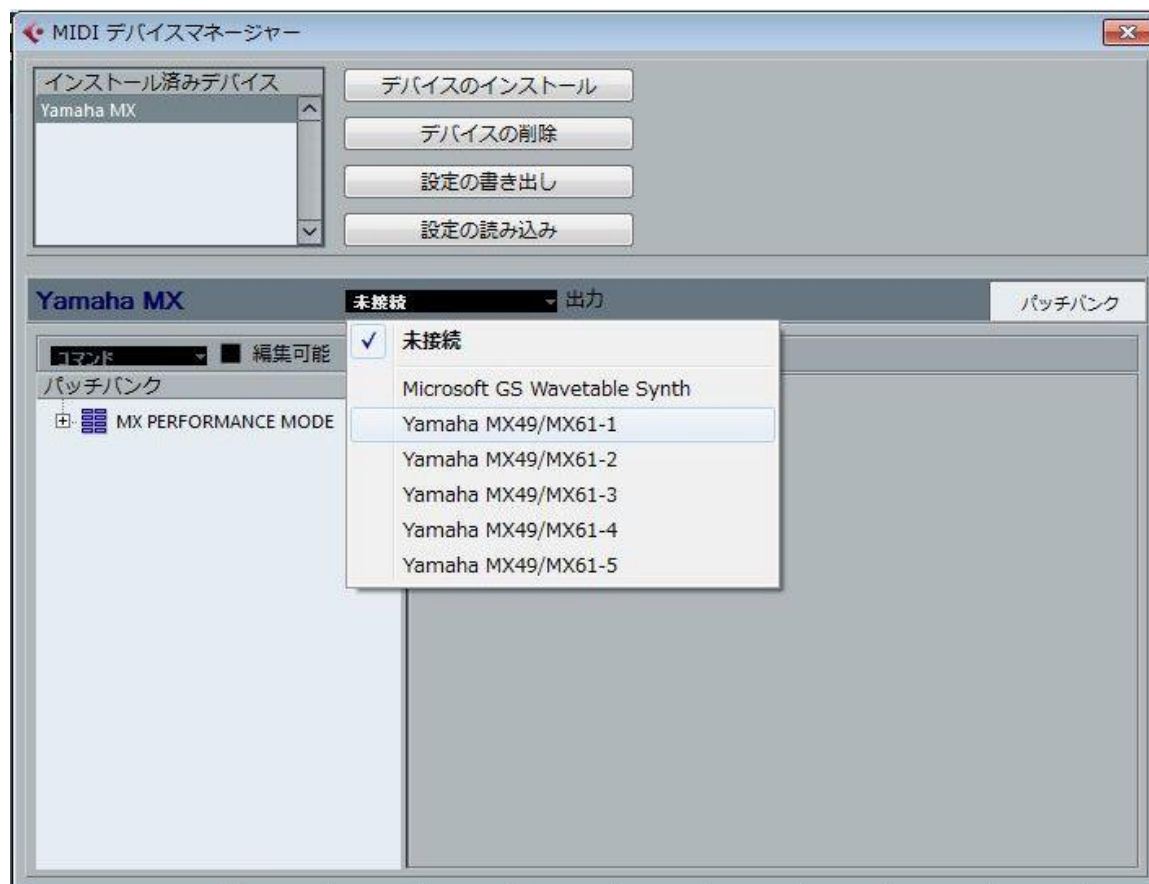 MIDI デバイスマネージャー
インストール済みデバイス
Yamaha MX
デバイスのインストール
デバイスの削除
設定の書き出し
設定の読み込み
Yamaha MX
未接続
出力
パッチバンク
コマンド
編集可能
パッチバンク
MX PERFORMANCE MODE
未接続
Microsoft GS Wavetable Synth
Yamaha MX49/MX61-1
Yamaha MX49/MX61-2
Yamaha MX49/MX61-3
Yamaha MX49/MX61-4
Yamaha MX49/MX61-5